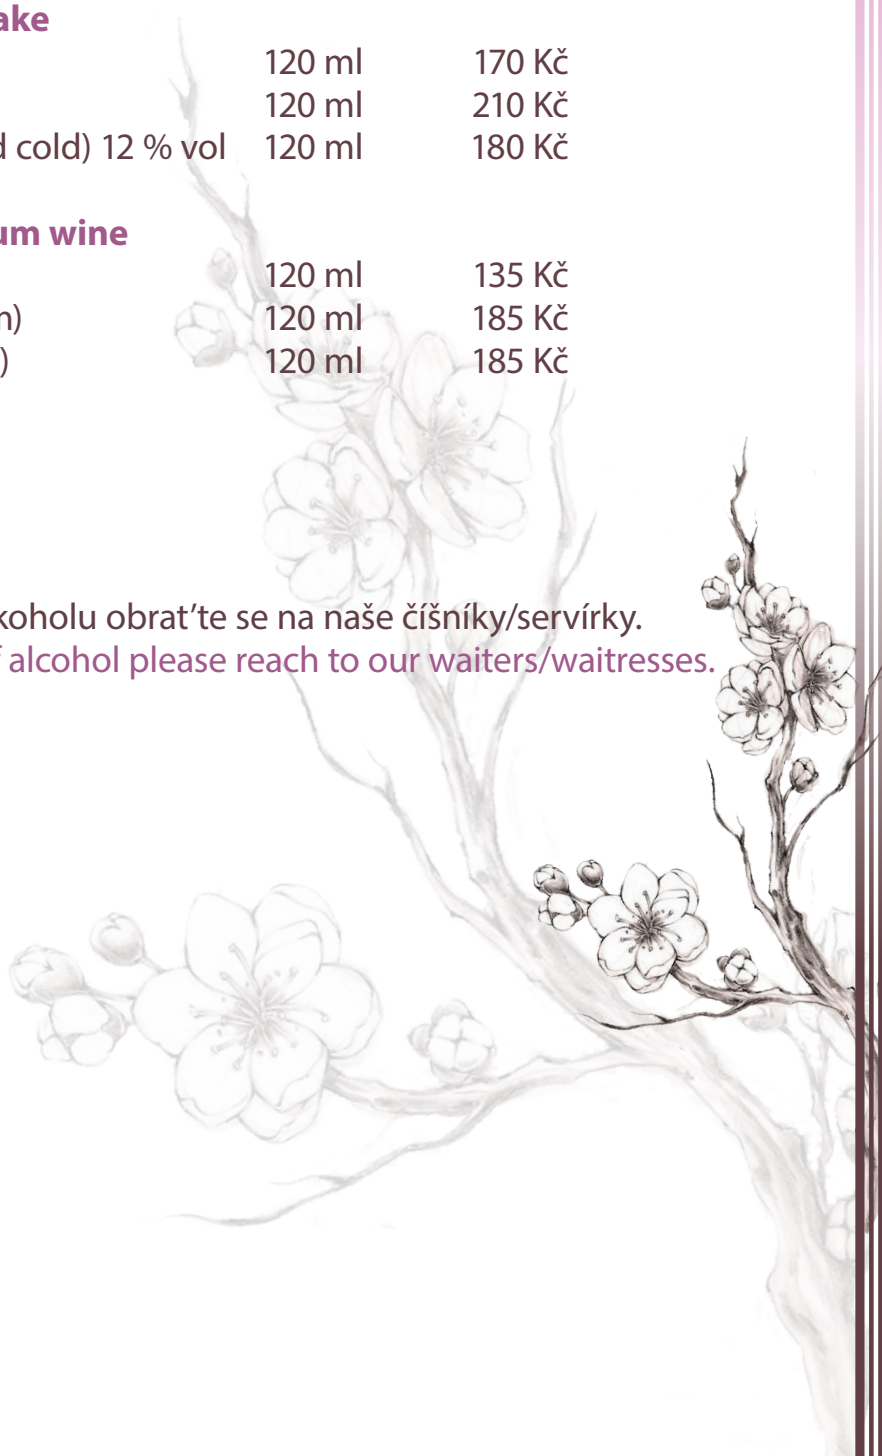 ake
120 ml 170 Kč
120 ml 210 Kč
d cold) 12 % vol 120 ml 180 Kč
um wine
120 ml 135 Kč
n) 120 ml 185 Kč
) 120 ml 185 Kč
koholu obrat’te se na naše číšníky/servírky.
f alcohol please reach to our waiters/waitresses.